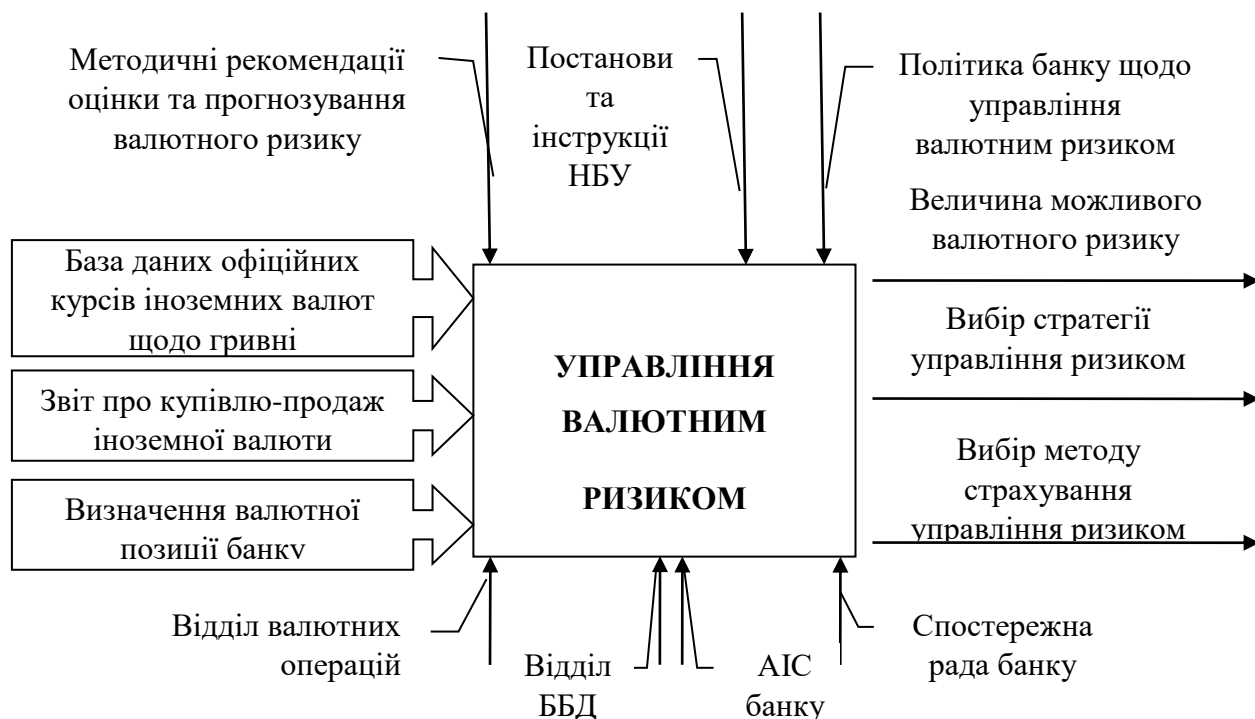 Методичні рекомендації
оцінки та прогнозування
валютного ризику
Постанови
та
інструкції
НБУ
Політика банку щодо
управління
валютним ризиком
Величина можливого
валютного ризику
База даних офіційних
курсів іноземних валют
щодо гривні
Звіт про купівлю-продаж
іноземної валюти
Визначення валютної
позиції банку
УПРАВЛІННЯ
ВАЛЮТНИМ
РИЗИКОМ
Вибір стратегії
управління ризиком
Вибір методу
страхування
управління ризиком
Відділ валютних
операцій
Відділ
ББД
АІС
банку
Спостережна
рада банку